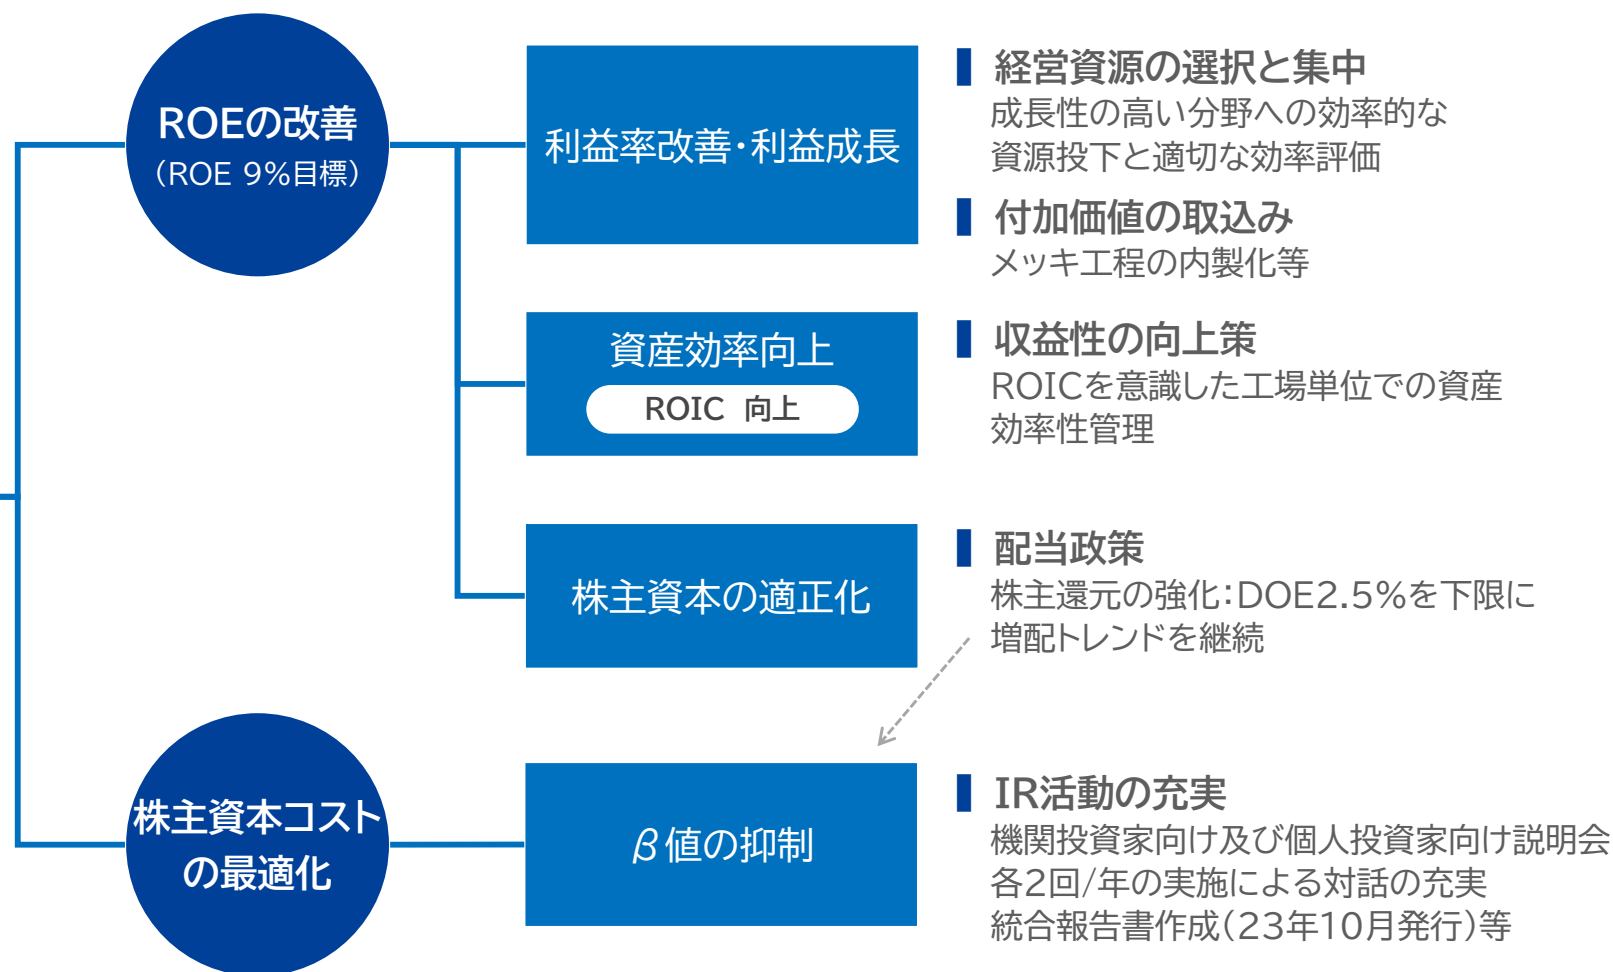 ROEの改善
（ROE 9%目標）
利益率改善・利益成長
経営資源の選択と集中
成長性の高い分野への効率的な
資源投下と適切な効率評価
付加価値の取込み
メッキ工程の内製化等
資産効率向上
ROIC 向上
収益性の向上策
ROICを意識した工場単位での資産
効率性管理
株主資本の適正化
配当政策
株主還元の強化：DOE2.5%を下限に
増配トレンドを継続
株主資本コスト
の最適化
β値の抑制
IR活動の充実
機関投資家向け及び個人投資家向け説明会
各2回/年の実施による対話の充実
統合報告書作成（23年10月発行）等